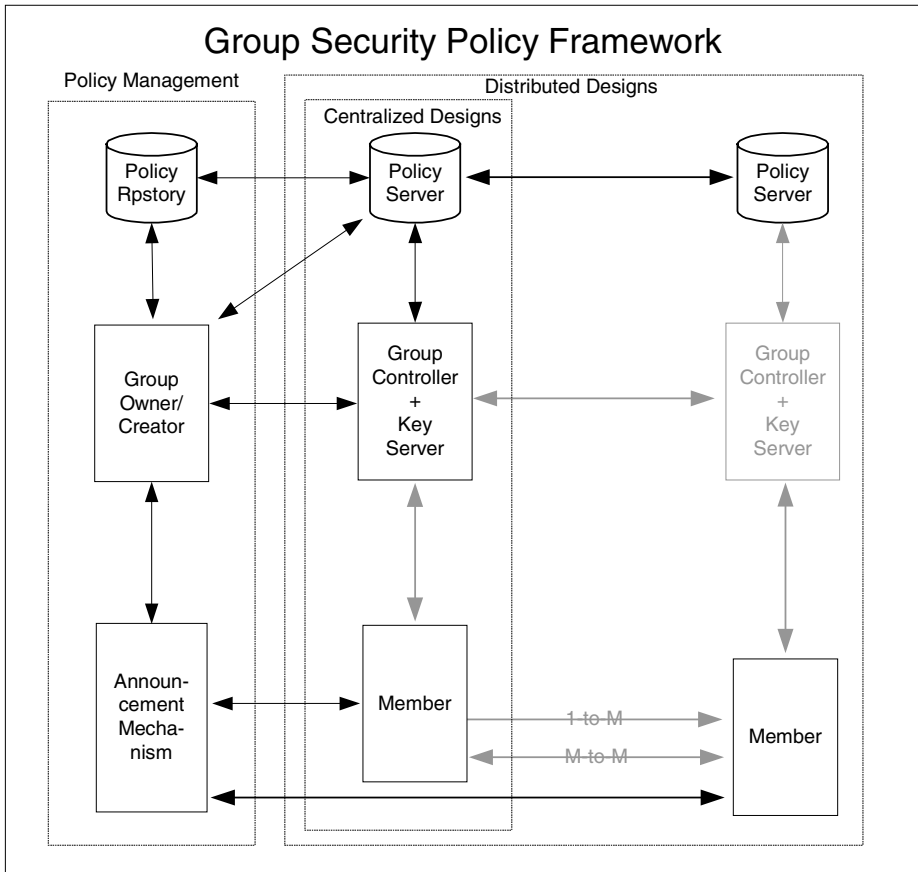 Group Security Policy Framework
Policy Management
Distributed Designs
Centralized Designs
Policy
Rpstory
Policy
Server
Policy
Server
Group
Owner/
Creator
Group
Controller
+
Key
Server
Group
Controller
+
Key
Server
Announ-
cement
Mecha-
nism
Member
1-to-M
M-to-M
Member